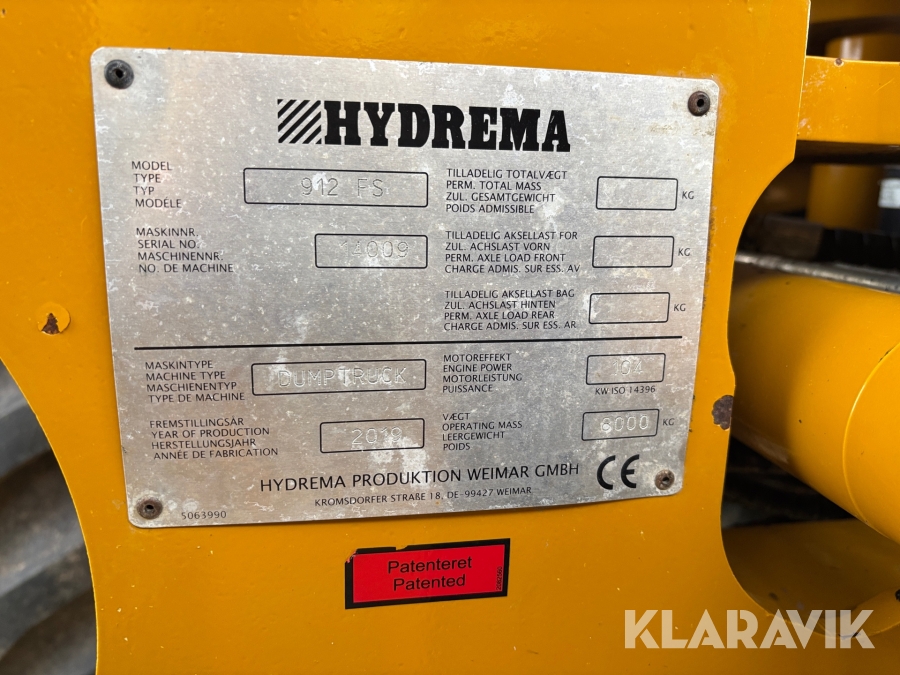 HYDREMA
MODEL
TYPE
TYP
MODÈLE
912 FS
MASKINNR.
SERIAL NO.
MASCHINENNR.
NO. DE MACHINE
14009
TILLADELIG TOTALVÆGT
PERM. TOTAL MASS
ZUL. GESAMTGEWICHT
POIDS ADMISSIBLE
KG
TILLADELIG AKSELLAST FOR
ZUL. ACHSLAST VORN
PERM. AXLE LOAD FRONT
CHARGE ADMIS. SUR ESS. AV
KG
TILLADELIG AKSELLAST BAG
ZUL. ACHSLAST HINTEN
PERM. AXLE LOAD REAR
CHARGE ADMIS. SUR ESS. AR
KG
MASKINTYPE
MACHINE TYPE
MASCHIENENTYP
TYPE DE MACHINE
DUMPTRUCK
FREMSTILLINGSÅR
YEAR OF PRODUCTION
HERSTELLUNGSJAHR
ANNÉE DE FABRICATION
2019
MOTOREFFEKT
ENGINE POWER
MOTORLEISTUNG
PUISSANCE
104
KW ISO 14396
VÆGT
OPERATING MASS
LEERGEWICHT
POIDS
8000 KG
HYDREMA PRODUKTION WEIMAR GMBH
KROMSDORFER STRAßE 18, DE-99427 WEIMAR
CE
5063990
Patenteret
Patented
KLARAVIK